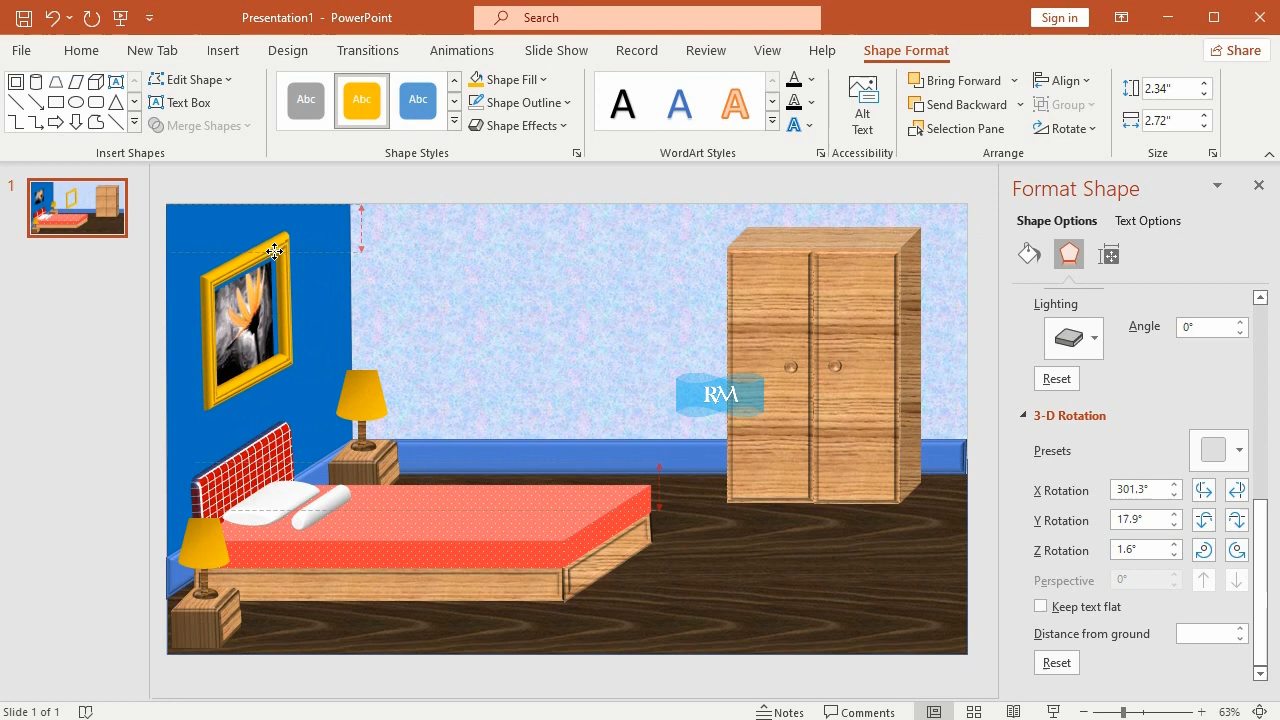 Presentation1 - PowerPoint
Search
Sign in
File Home New Tab Insert Design Transitions Animations Slide Show Record Review View Help Shape Format Share
Edit Shape
Text Box
Merge Shapes
Insert Shapes
Abc Abc Abc
Shape Fill
Shape Outline
Shape Effects
Shape Styles
A A A
A
A
A
WordArt Styles
Alt
Text
Accessibility
Bring Forward
Send Backward
Selection Pane
Align
Group
Rotate
Arrange
2.34"
2.72"
Size
1
RM
Format Shape
Shape Options Text Options
Lighting
Angle 0°
Reset
3-D Rotation
Presets
X Rotation 301.3°
Y Rotation 17.9°
Z Rotation 1.6°
Perspective 0°
Keep text flat
Distance from ground
Reset
Slide 1 of 1
Notes Comments
63%